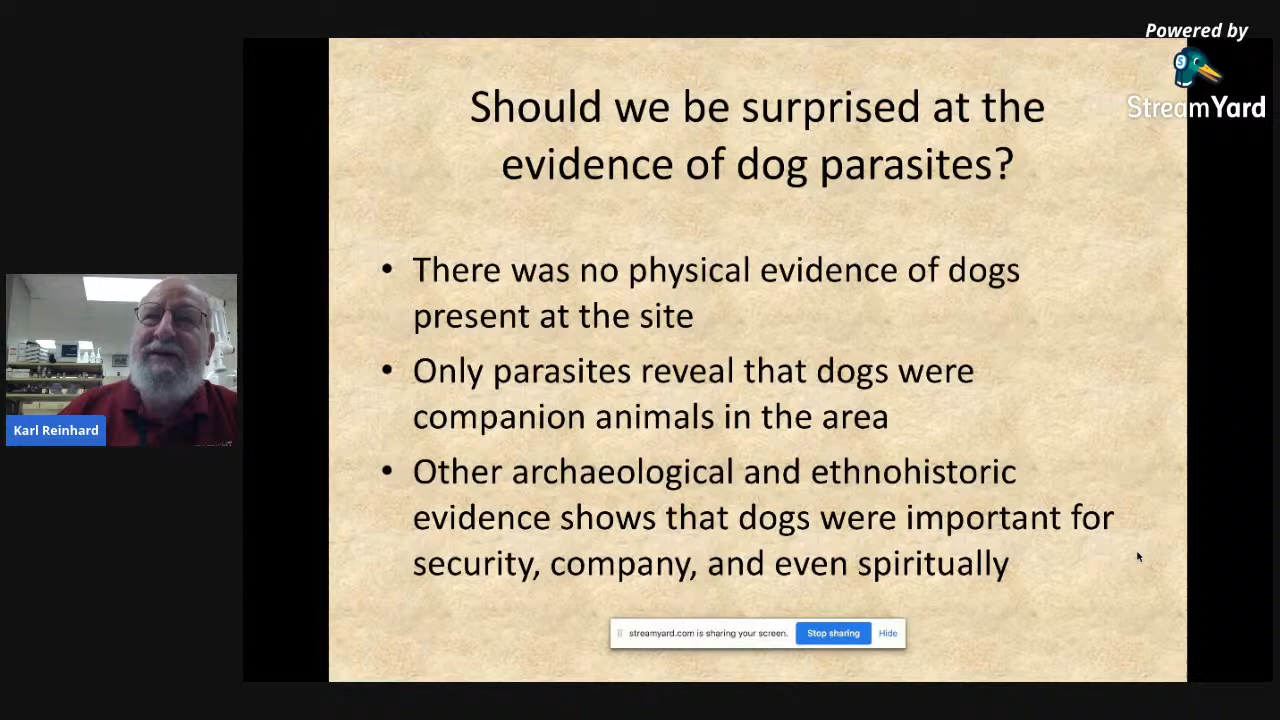 Powered by
StreamYard
Should we be surprised at the
evidence of dog parasites?
• There was no physical evidence of dogs
present at the site
• Only parasites reveal that dogs were
companion animals in the area
• Other archaeological and ethnohistoric
evidence shows that dogs were important for
security, company, and even spiritually
Karl Reinhard
streamyard.com is sharing your screen. Stop sharing Hide